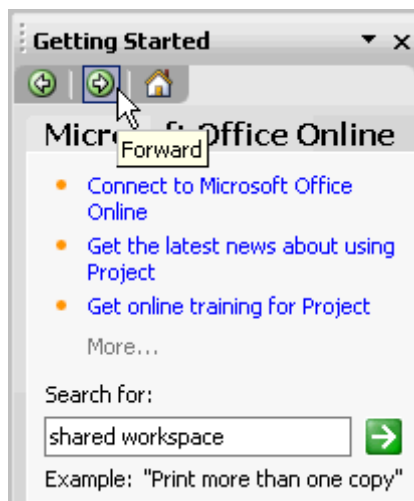 Getting Started
Microsoft Office Online
Forward
Connect to Microsoft Office
Online
Get the latest news about using
Project
Get online training for Project
More...
Search for:
shared workspace
Example: "Print more than one copy"